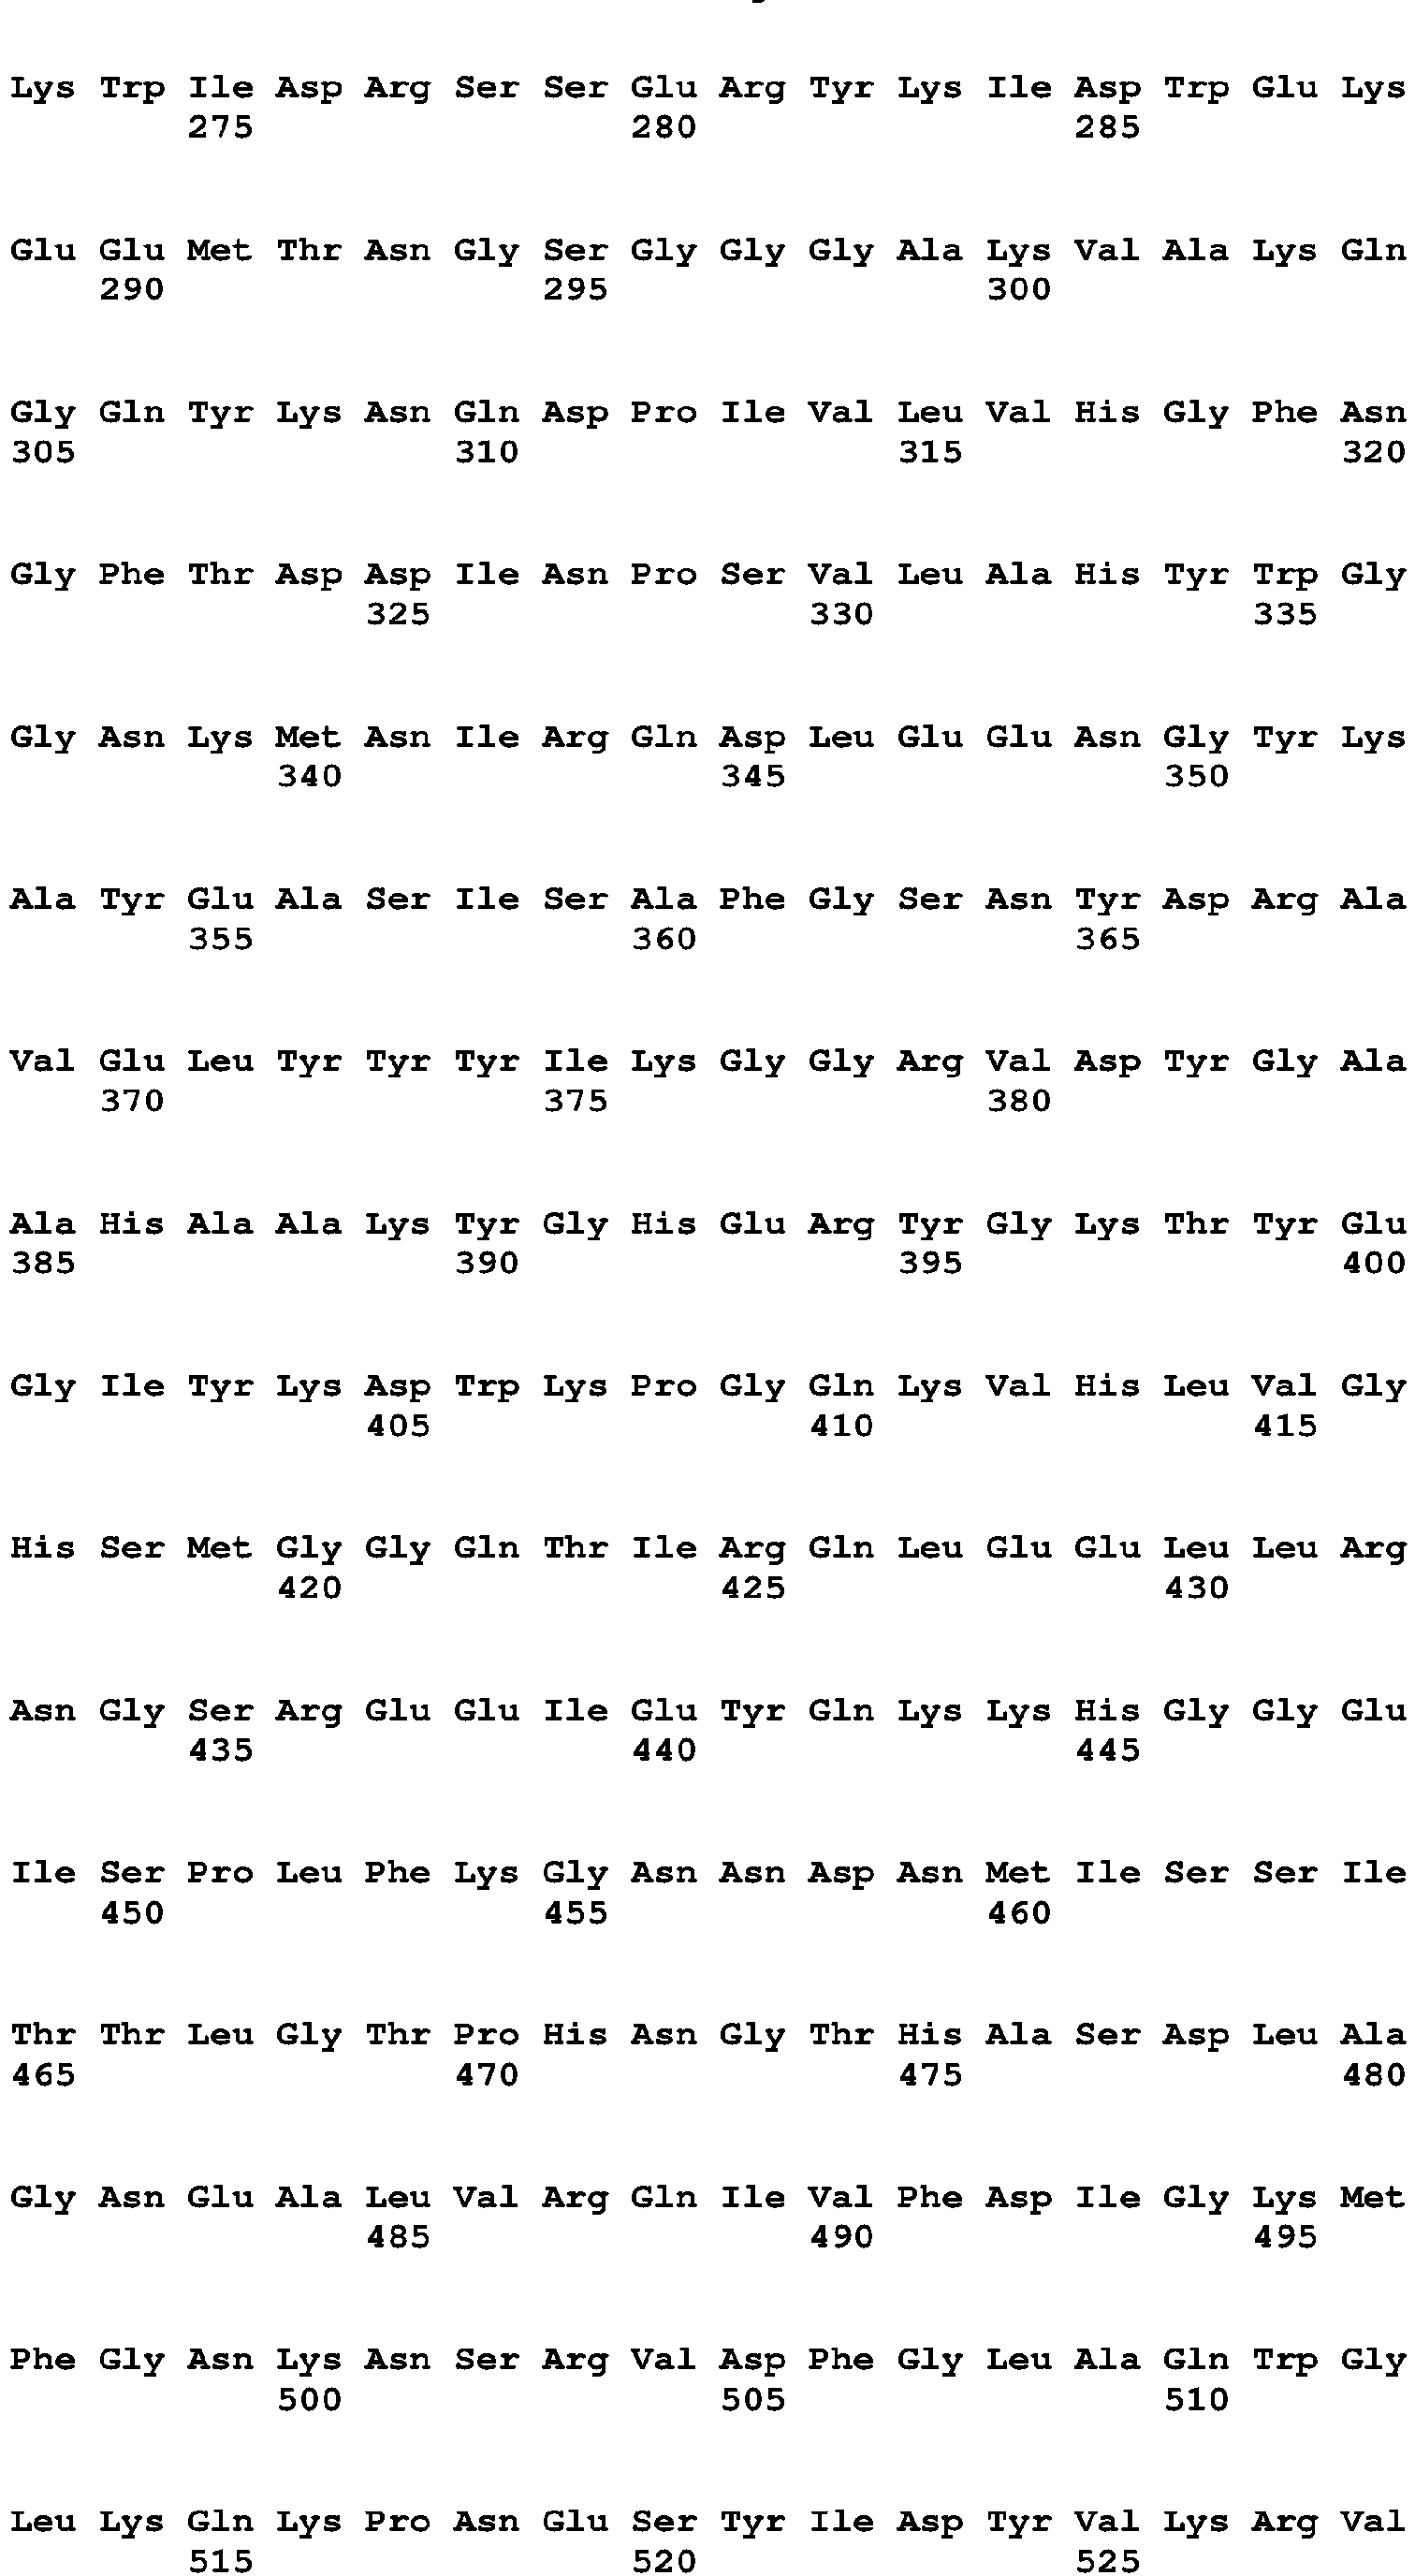 Lys Trp Ile Asp Arg Ser Ser Glu Arg Tyr Lys Ile Asp Trp Glu Lys
275 280 285
Glu Glu Met Thr Asn Gly Ser Gly Gly Gly Ala Lys Val Ala Lys Gln
290 295 300
Gly Gln Tyr Lys Asn Gln Asp Pro Ile Val Leu Val His Gly Phe Asn
305 310 315 320
Gly Phe Thr Asp Asp Ile Asn Pro Ser Val Leu Ala His Tyr Trp Gly
325 330 335
Gly Asn Lys Met Asn Ile Arg Gln Asp Leu Glu Glu Asn Gly Tyr Lys
340 345 350
Ala Tyr Glu Ala Ser Ile Ser Ala Phe Gly Ser Asn Tyr Asp Arg Ala
355 360 365
Val Glu Leu Tyr Tyr Tyr Ile Lys Gly Gly Arg Val Asp Tyr Gly Ala
370 375 380
Ala His Ala Ala Lys Tyr Gly His Glu Arg Tyr Gly Lys Thr Tyr Glu
385 390 395 400
Gly Ile Tyr Lys Asp Trp Lys Pro Gly Gln Lys Val His Leu Val Gly
405 410 415
His Ser Met Gly Gly Gln Thr Ile Arg Gln Leu Glu Glu Leu Leu Arg
420 425 430
Asn Gly Ser Arg Glu Glu Ile Glu Tyr Gln Lys Lys His Gly Gly Glu
435 440 445
Ile Ser Pro Leu Phe Lys Gly Asn Asn Asp Asn Met Ile Ser Ser Ile
450 455 460
Thr Thr Leu Gly Thr Pro His Asn Gly Thr His Ala Ser Asp Leu Ala
465 470 475 480
Gly Asn Glu Ala Leu Val Arg Gln Ile Val Phe Asp Ile Gly Lys Met
485 490 495
Phe Gly Asn Lys Asn Ser Arg Val Asp Phe Gly Leu Ala Gln Trp Gly
500 505 510
Leu Lys Gln Lys Pro Asn Glu Ser Tyr Ile Asp Tyr Val Lys Arg Val
515 520 525